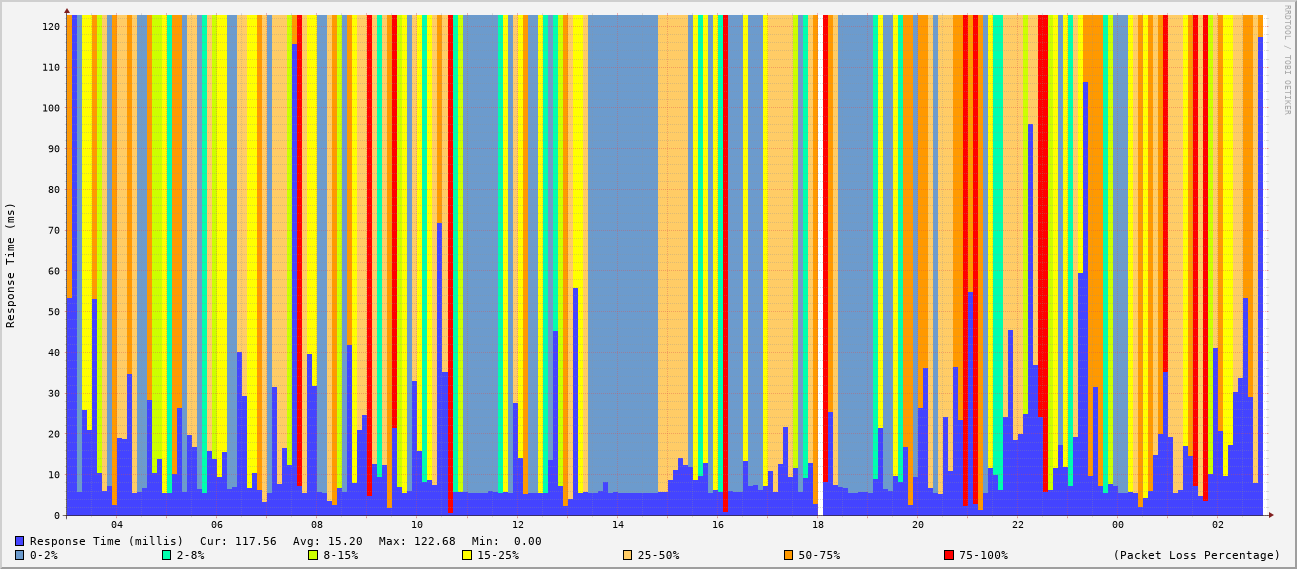 RRDTOOL / TOBI OETIKER
Response Time (ms)
120
110
100
90
80
70
60
50
40
30
20
10
0
04 06 08 10 12 14 16 18 20 22 00 02
Response Time (millis) Cur: 117.56 Avg: 15.20 Max: 122.68 Min: 0.00
0-2% 2-8% 8-15% 15-25% 25-50% 50-75% 75-100% (Packet Loss Percentage)